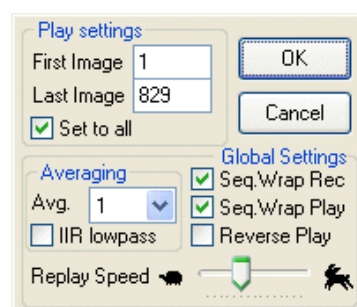 Play settings
First Image 1
Last Image 829
Set to all
OK
Cancel
Averaging
Avg. 1
IIR lowpass
Global Settings
Seq.Wrap Rec
Seq.Wrap Play
Reverse Play
Replay Speed